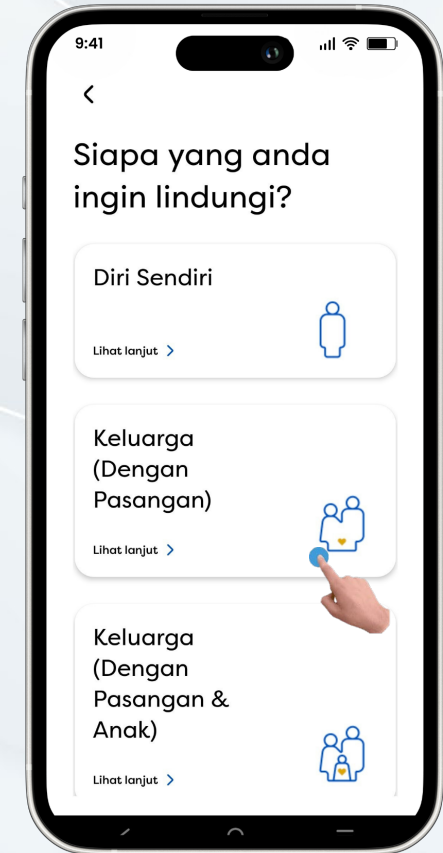 9:41
Siapa yang anda
ingin lindungi?
Diri Sendiri
Lihat lanjut
Keluarga
(Dengan
Pasangan)
Lihat lanjut
Keluarga
(Dengan
Pasangan &
Anak)
Lihat lanjut